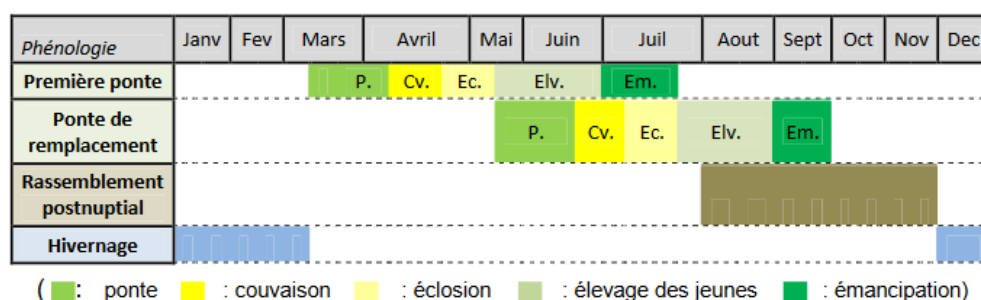 Phénologie Janv Fev Mars Avril Mai Juin Juil Aout Sept Oct Nov Dec
Première ponte P. Cv. Ec. Elv. Em.
Ponte de
remplacement P. Cv. Ec. Elv. Em.
Rassemblement
postnuptial
Hivernage
( : ponte : couvaison : éclosion : élevage des jeunes : émancipation)